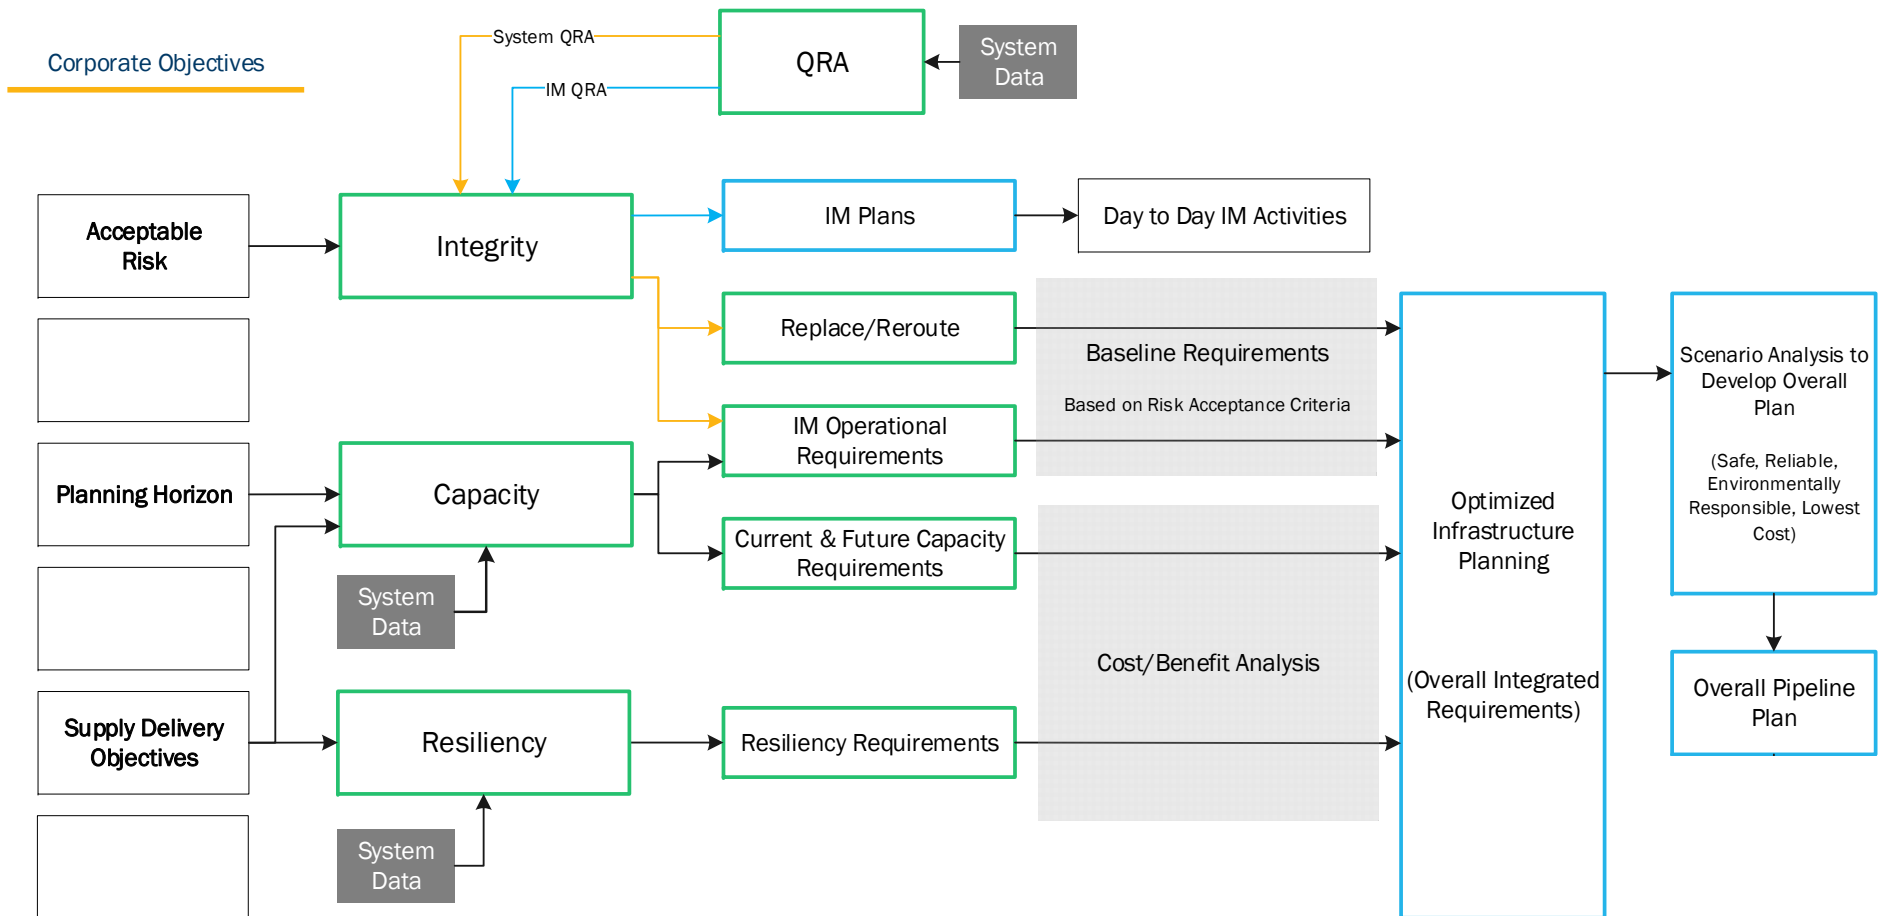 Corporate Objectives
System QRA
IM QRA
QRA
System
Data
Acceptable
Risk
Integrity
IM Plans
Day to Day IM Activities
Replace/Reroute
Baseline Requirements
Based on Risk Acceptance Criteria
IM Operational
Requirements
Planning Horizon
Capacity
Current & Future Capacity
Requirements
System
Data
Cost/Benefit Analysis
Supply Delivery
Objectives
Resiliency
Resiliency Requirements
System
Data
Optimized
Infrastructure
Planning
(Overall Integrated
Requirements)
Scenario Analysis to
Develop Overall
Plan
(Safe, Reliable,
Environmentally
Responsible, Lowest
Cost)
Overall Pipeline
Plan